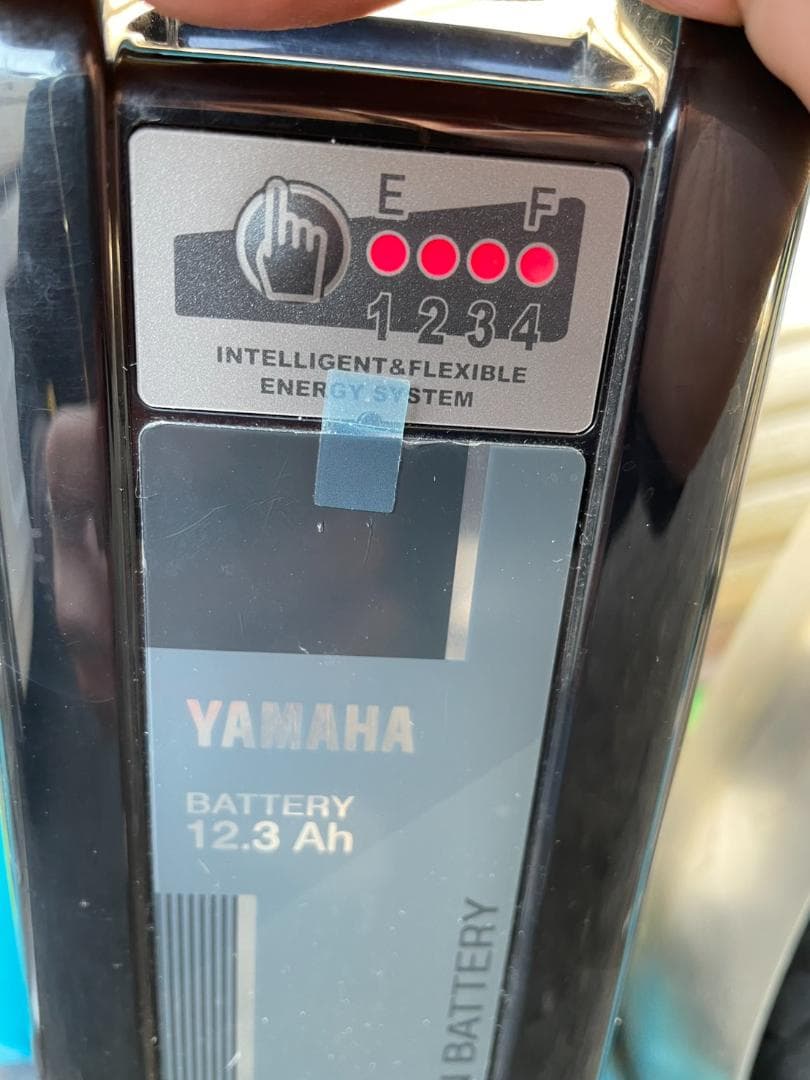 E F
1 2 3 4
INTELLIGENT&FLEXIBLE
ENERGY SYSTEM
YAMAHA
BATTERY
12.3 Ah
BATTERY